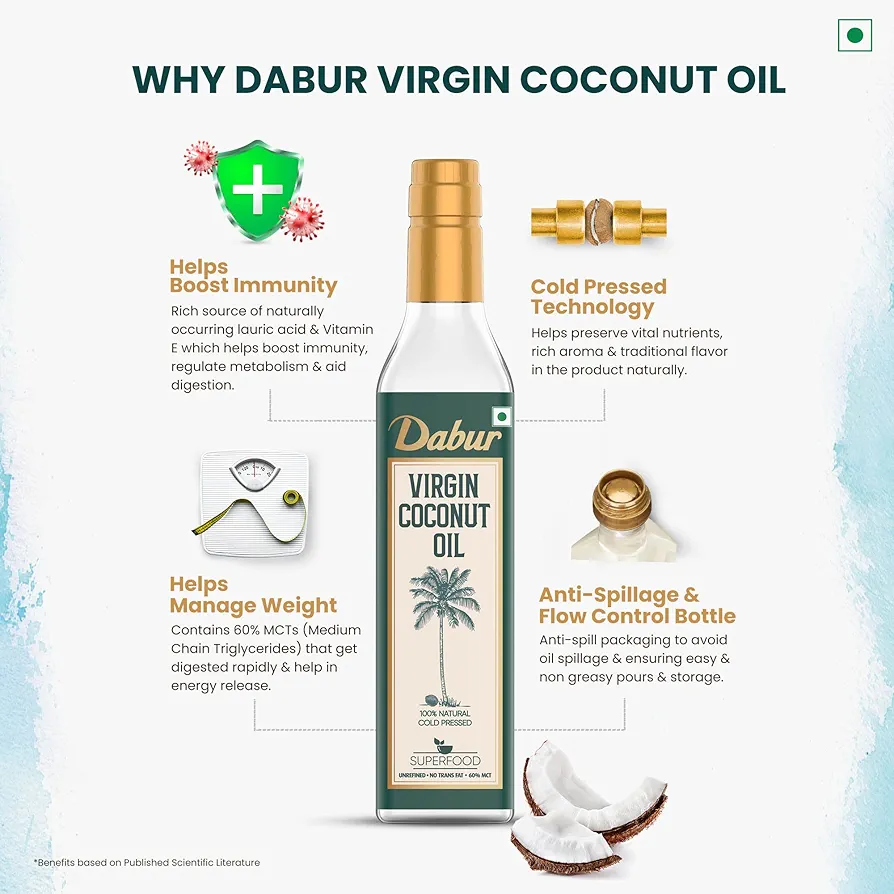 WHY DABUR VIRGIN COCONUT OIL
Helps
Boost Immunity
Rich source of naturally
occurring lauric acid & Vitamin
E which helps boost immunity,
regulate metabolism & aid
digestion.
Cold Pressed
Technology
Helps preserve vital nutrients,
rich aroma & traditional flavor
in the product naturally.
Helps
Manage Weight
Contains 60% MCTs (Medium
Chain Triglycerides) that get
digested rapidly & help in
energy release.
Anti-Spillage &
Flow Control Bottle
Anti-spill packaging to avoid
oil spillage & ensuring easy &
non greasy pours & storage.
Dabur
VIRGIN
COCONUT
OIL
100% NATURAL
COLD PRESSED
SUPERFOOD
UNREFINED • NO TRANS FAT • 60% MCT
*Benefits based on Published Scientific Literature